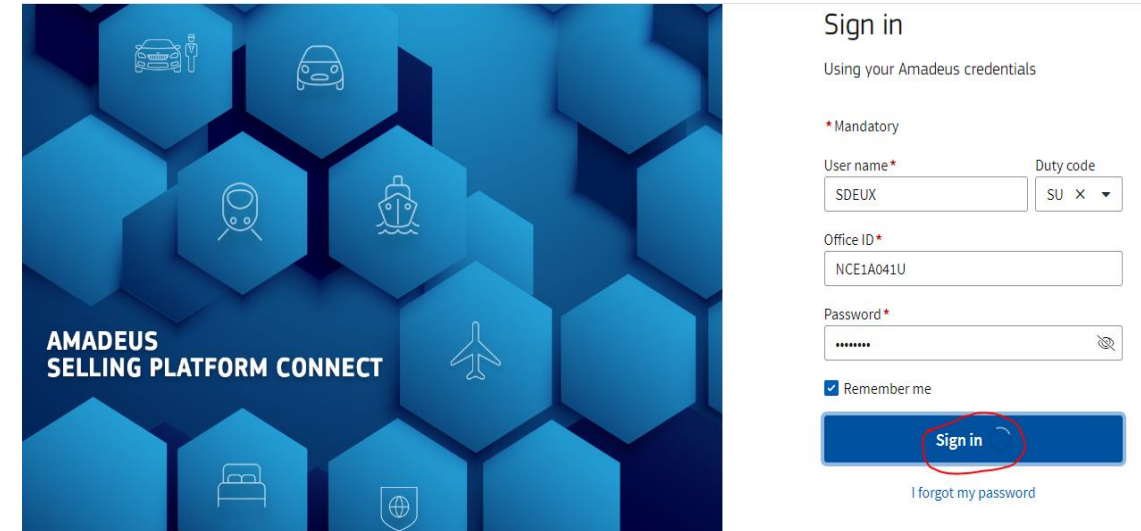 Sign in
Using your Amadeus credentials
* Mandatory
User name * Duty code
SDEUX SU
Office ID *
NCE1A041U
Password *
••••••••
Remember me
Sign in
I forgot my password
AMADEUS
SELLING PLATFORM CONNECT